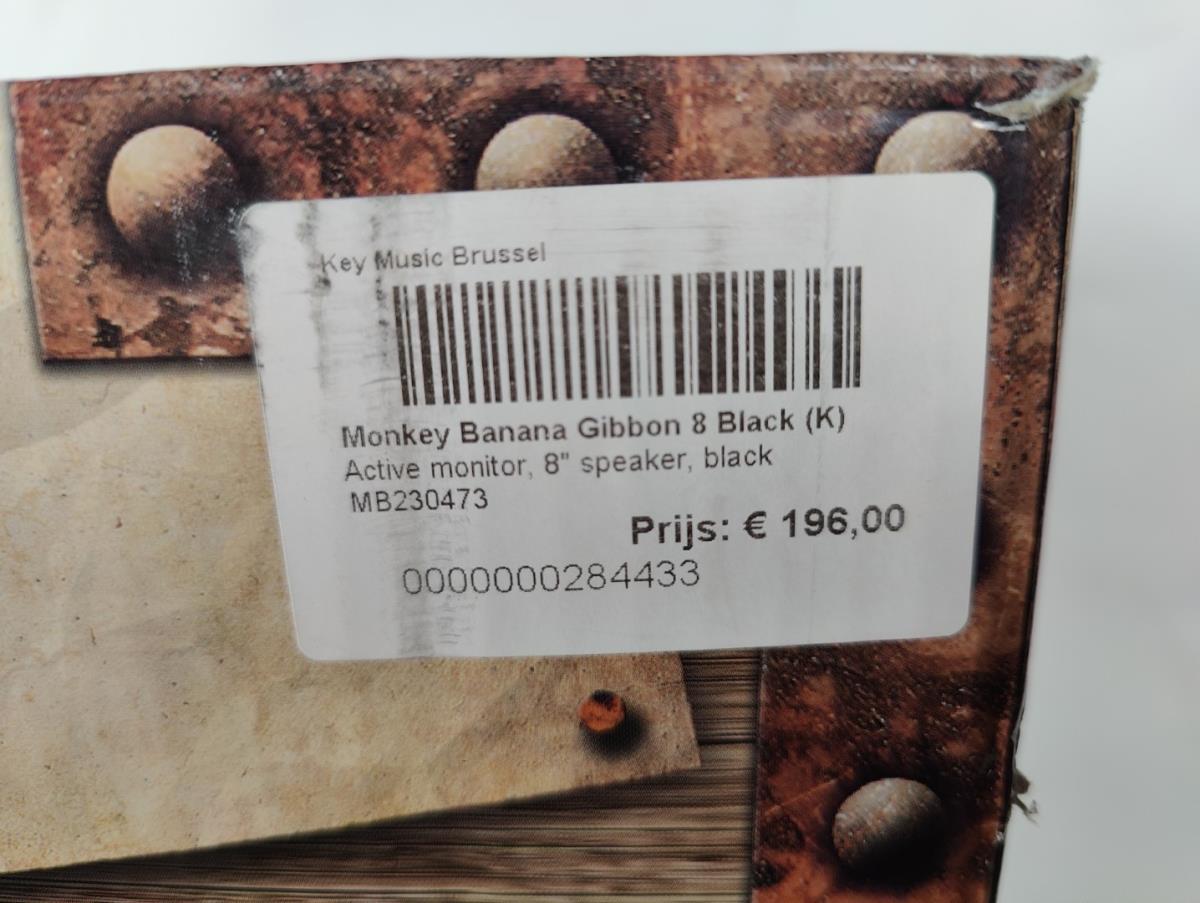 Key Music Brussel
Monkey Banana Gibbon 8 Black (K)
Active monitor, 8" speaker, black
MB230473
Prijs: € 196,00
0000000284433